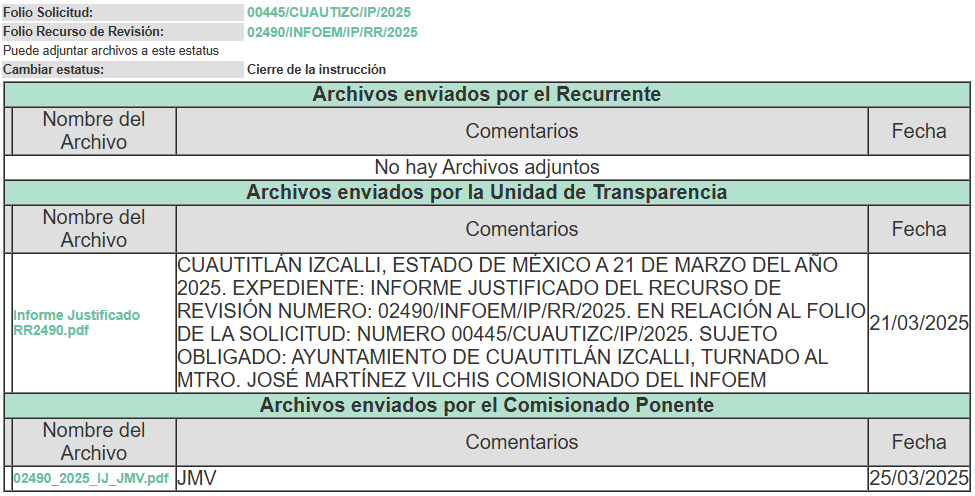 Folio Solicitud: 00445/CUAUTIZC/IP/2025
Folio Recurso de Revisión: 02490/INFOEM/IP/RR/2025
Puede adjuntar archivos a este estatus
Cambiar estatus: Cierre de la instrucción
Archivos enviados por el Recurrente
Nombre del Archivo Comentarios Fecha
No hay Archivos adjuntos
Archivos enviados por la Unidad de Transparencia
Nombre del Archivo Comentarios Fecha
Informe Justificado
RR2490.pdf
CUAUTITLÁN IZCALLI, ESTADO DE MÉXICO A 21 DE MARZO DEL AÑO
2025. EXPEDIENTE: INFORME JUSTIFICADO DEL RECURSO DE
REVISIÓN NUMERO: 02490/INFOEM/IP/RR/2025. EN RELACIÓN AL FOLIO
DE LA SOLICITUD: NUMERO 00445/CUAUTIZC/IP/2025. SUJETO
OBLIGADO: AYUNTAMIENTO DE CUAUTITLÁN IZCALLI, TURNADO AL
MTRO. JOSÉ MARTÍNEZ VILCHIS COMISIONADO DEL INFOEM
21/03/2025
Archivos enviados por el Comisionado Ponente
Nombre del Archivo Comentarios Fecha
02490_2025_IJ_JMV.pdf JMV 25/03/2025